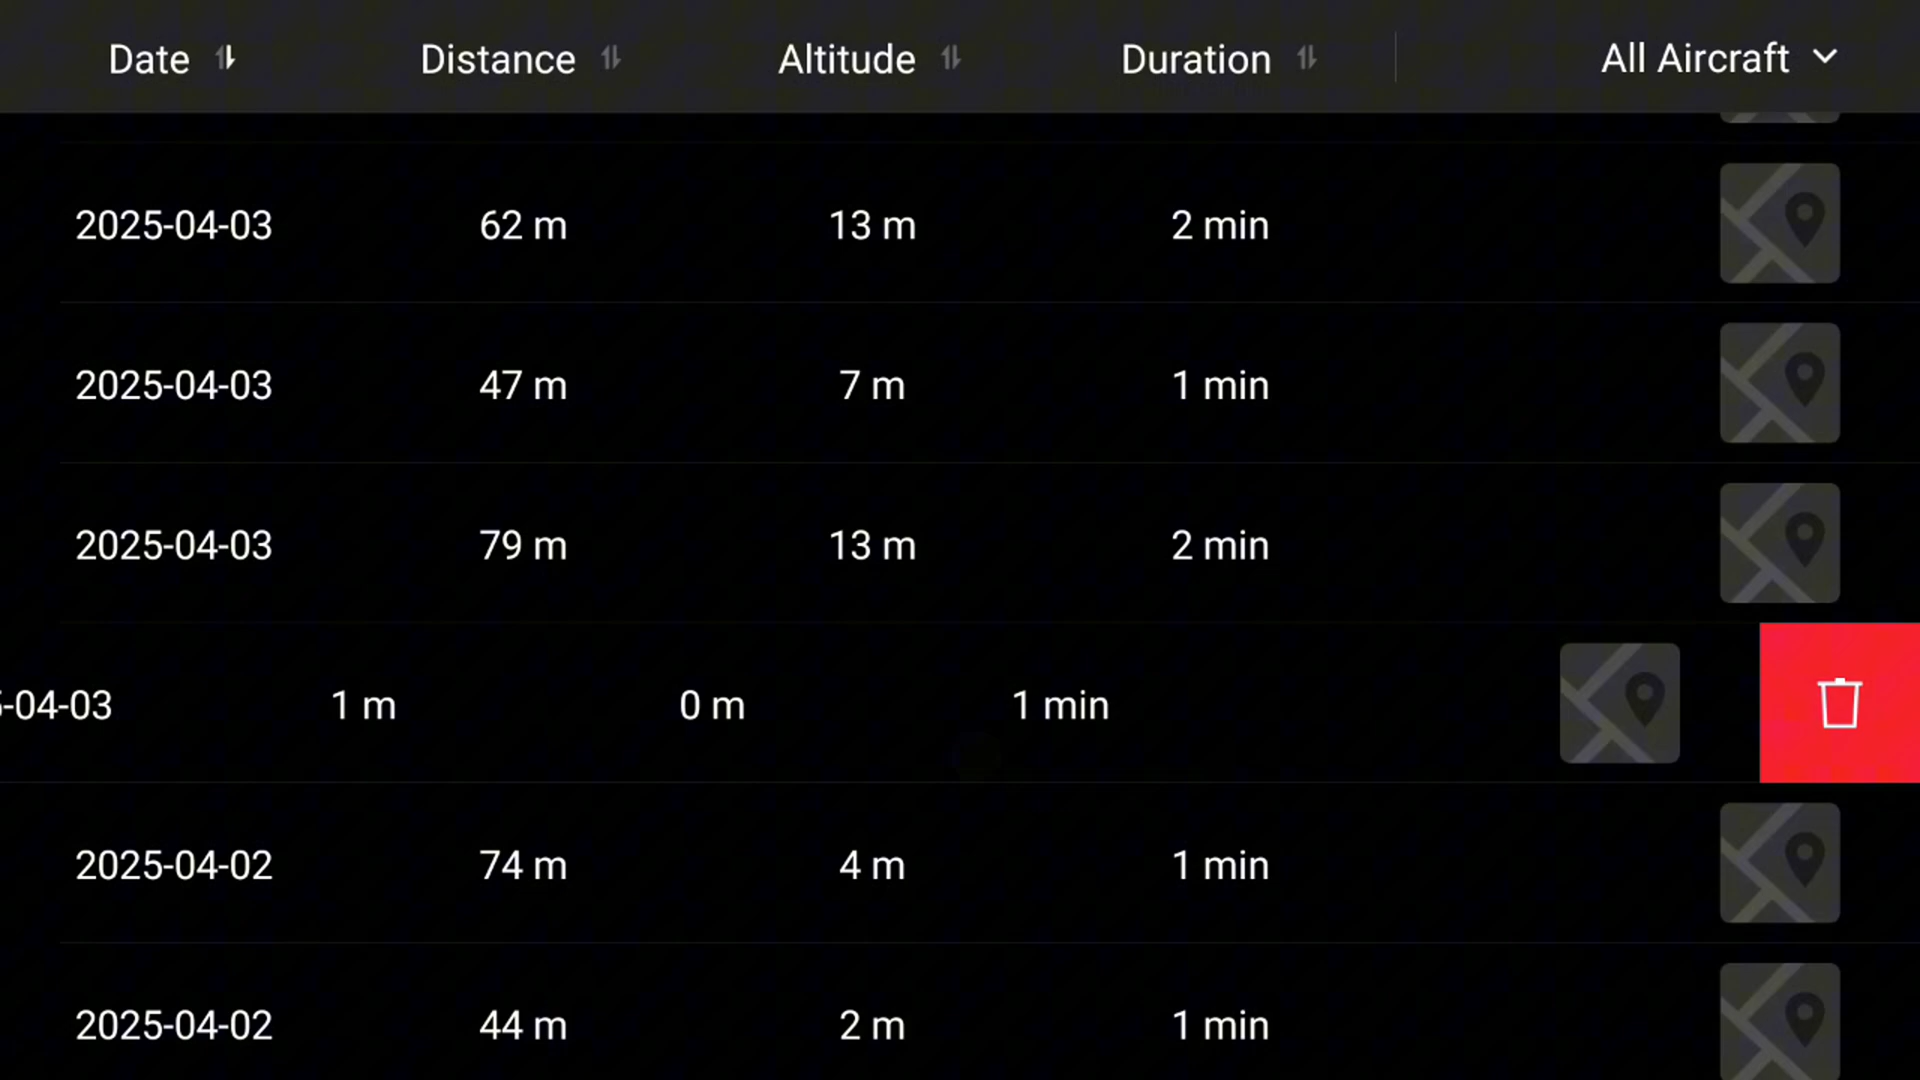 Date Distance Altitude Duration All Aircraft
2025-04-03 62 m 13 m 2 min
2025-04-03 47 m 7 m 1 min
2025-04-03 79 m 13 m 2 min
-04-03 1 m 0 m 1 min
2025-04-02 74 m 4 m 1 min
2025-04-02 44 m 2 m 1 min